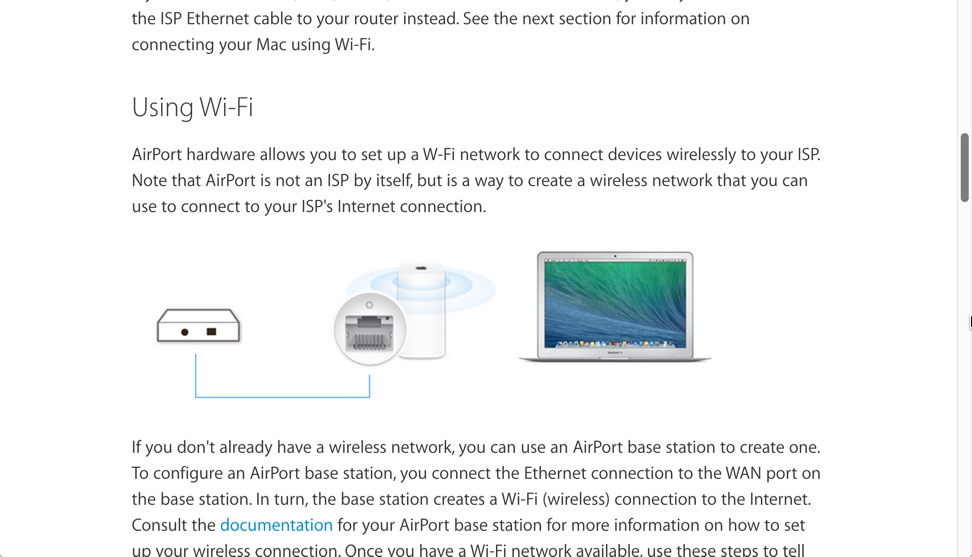 the ISP Ethernet cable to your router instead. See the next section for information on
connecting your Mac using Wi-Fi.
Using Wi-Fi
AirPort hardware allows you to set up a W-Fi network to connect devices wirelessly to your ISP.
Note that AirPort is not an ISP by itself, but is a way to create a wireless network that you can
use to connect to your ISP's Internet connection.
If you don't already have a wireless network, you can use an AirPort base station to create one.
To configure an AirPort base station, you connect the Ethernet connection to the WAN port on
the base station. In turn, the base station creates a Wi-Fi (wireless) connection to the Internet.
Consult the documentation for your AirPort base station for more information on how to set
up your wireless connection. Once you have a Wi-Fi network available, use these steps to tell